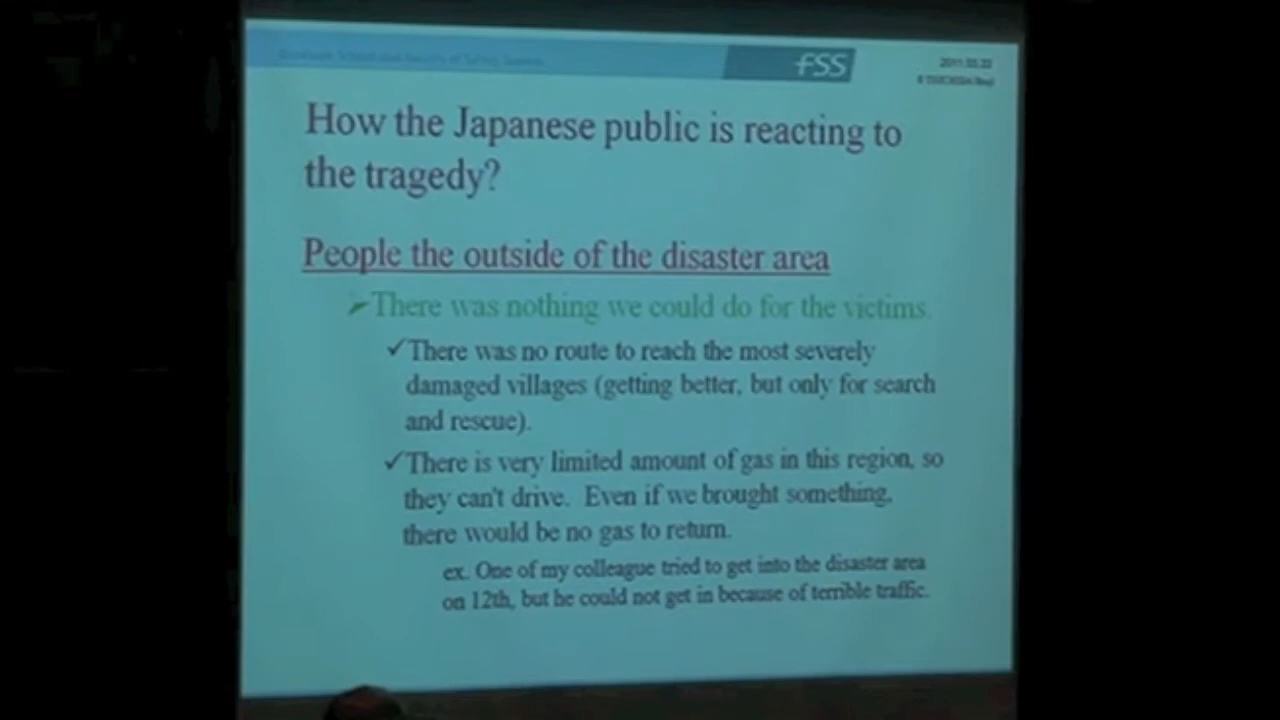 fSS
How the Japanese public is reacting to
the tragedy?
People the outside of the disaster area
➢There was nothing we could do for the victims.
✓There was no route to reach the most severely
damaged villages (getting better, but only for search
and rescue).
✓There is very limited amount of gas in this region, so
they can't drive. Even if we brought something,
there would be no gas to return.
ex. One of my colleague tried to get into the disaster area
on 12th, but he could not get in because of terrible traffic.